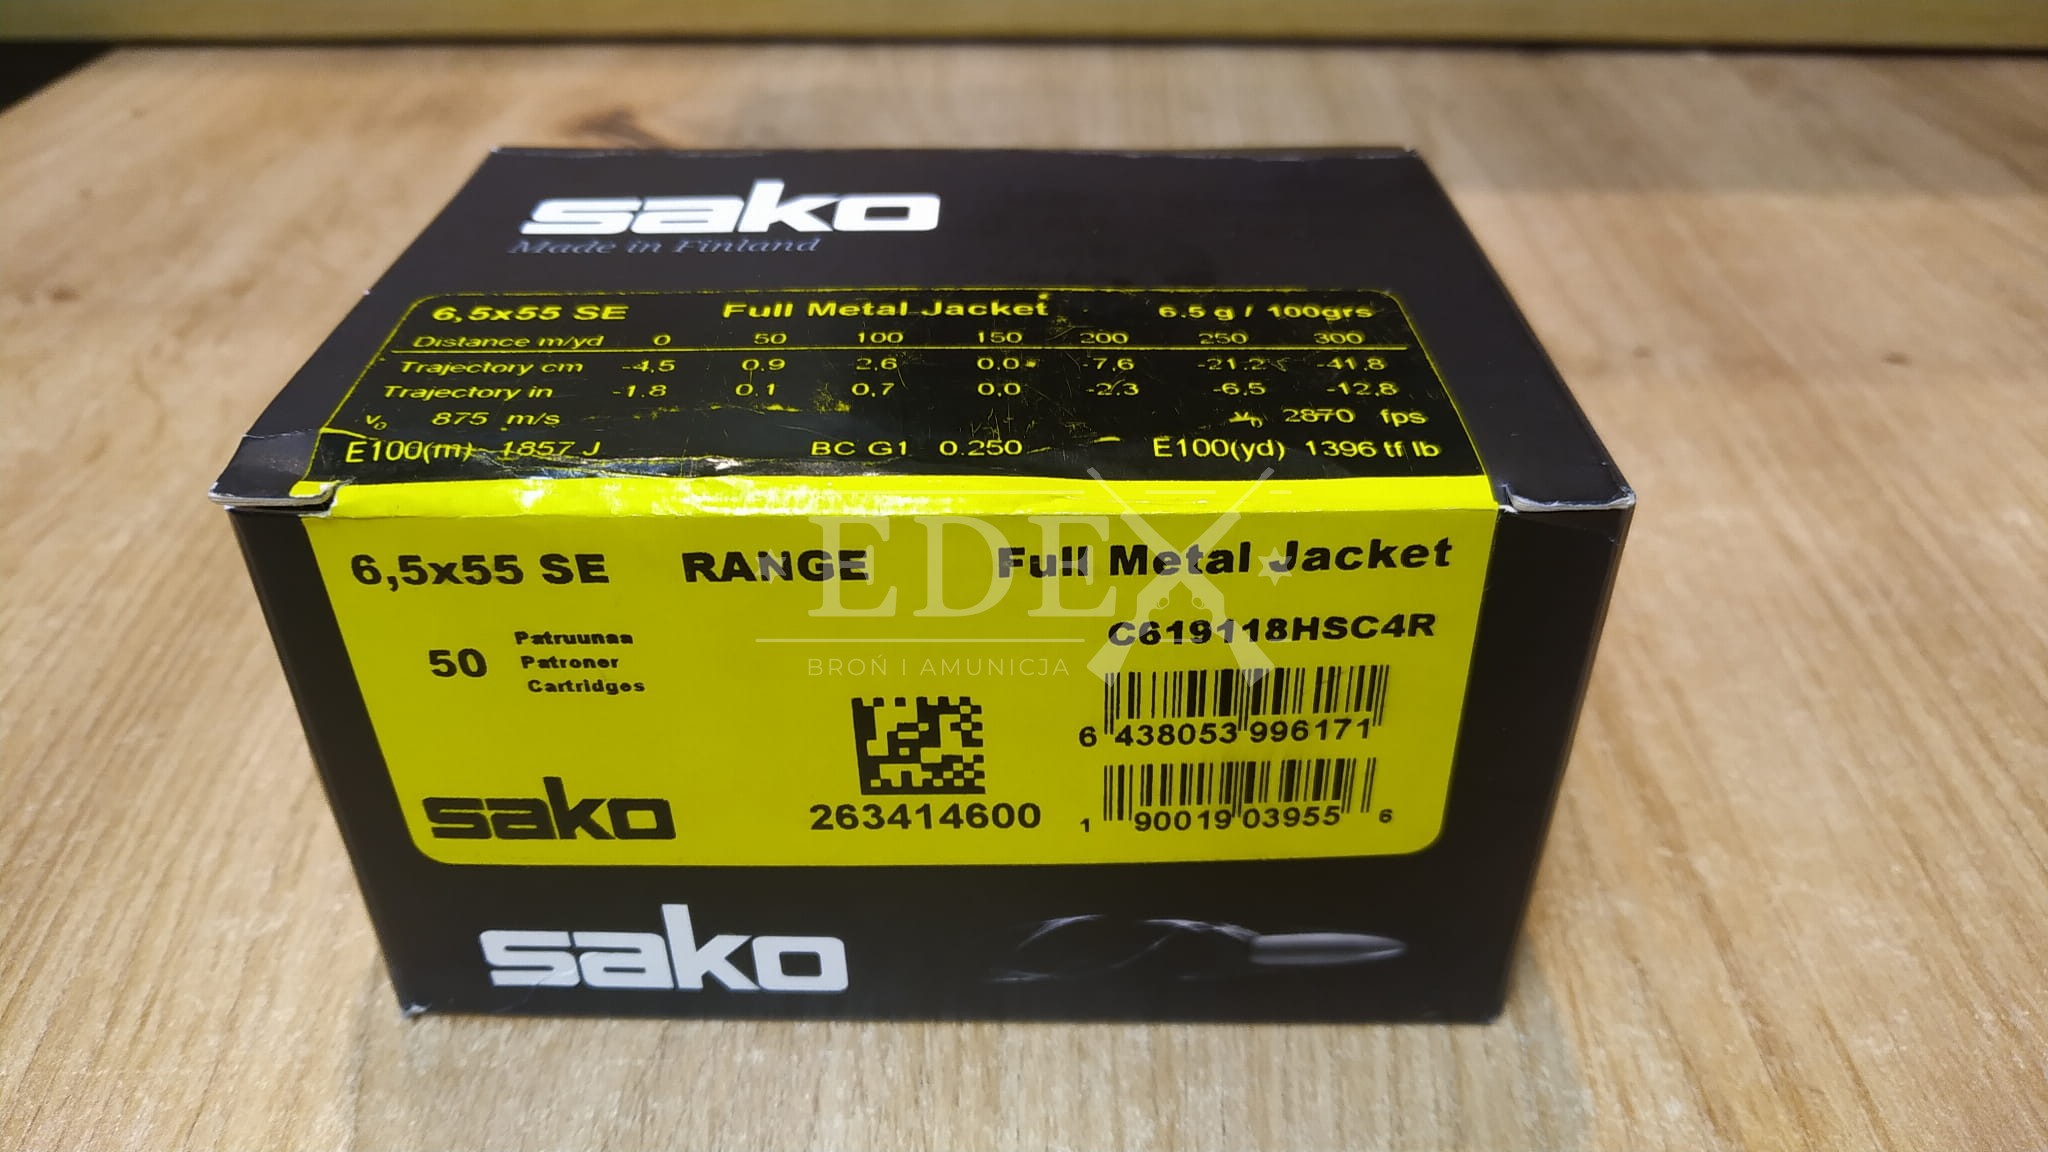 sako
Made in Finland
6,5x55 SE Full Metal Jacket 6.5 g / 100grs
Distance m/yd 0 50 100 150 200 250 300
Trajectory cm -4,5 0.9 2,6 0.0 -7,6 -21,2 -41,8
Trajectory in -1.8 0.1 0,7 0,0 -2,3 -6,5 -12,8
v0 875 m/s v0 2870 fps
E100(m) 1857 J BC G1 0.250 E100(yd) 1396 tf lb
6,5x55 SE RANGE Full Metal Jacket
EDEX
BROŃ I AMUNICJA
50 Patruunaa
Patroner
Cartridges
C619118HSC4R
6 438053 996171
263414600
1 90019 03955 6
sako
sako